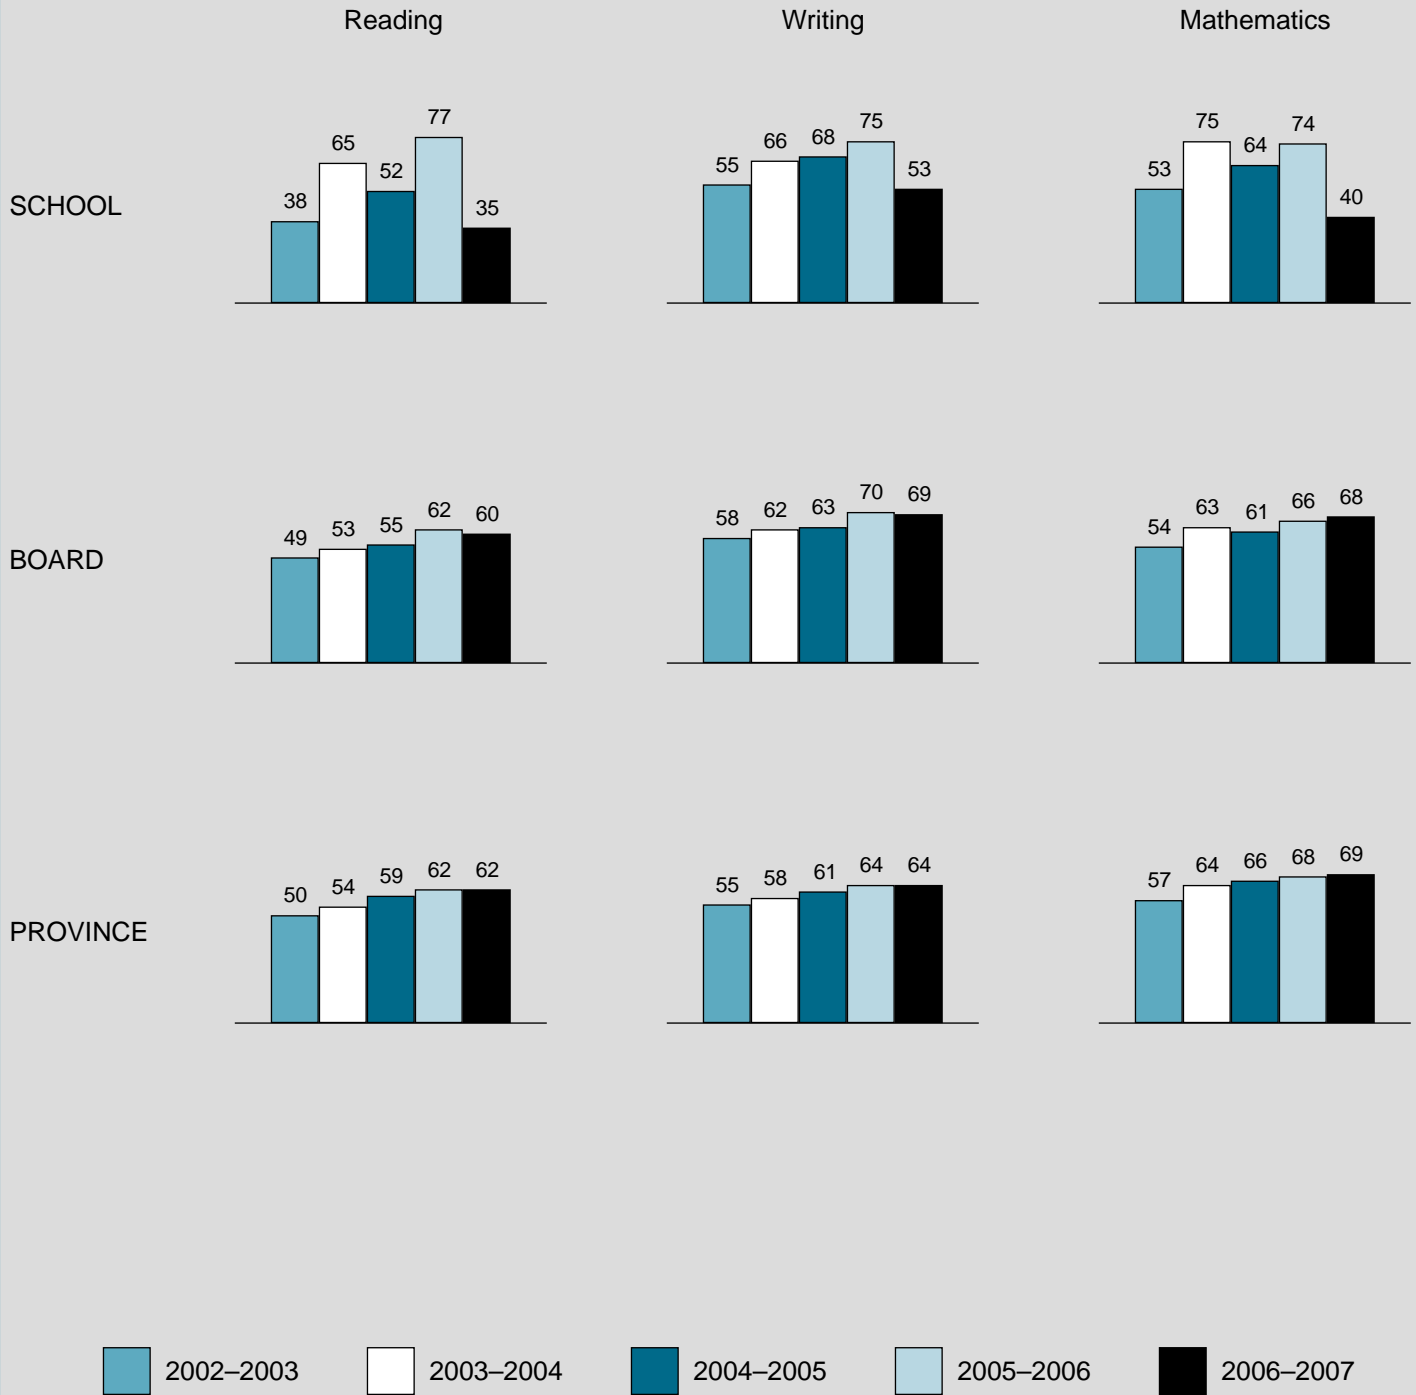 Reading Writing Mathematics
SCHOOL
38 65 52 77 35
55 66 68 75 53
53 75 64 74 40
BOARD
49 53 55 62 60
58 62 63 70 69
54 63 61 66 68
PROVINCE
50 54 59 62 62
55 58 61 64 64
57 64 66 68 69
2002–2003 2003–2004 2004–2005 2005–2006 2006–2007